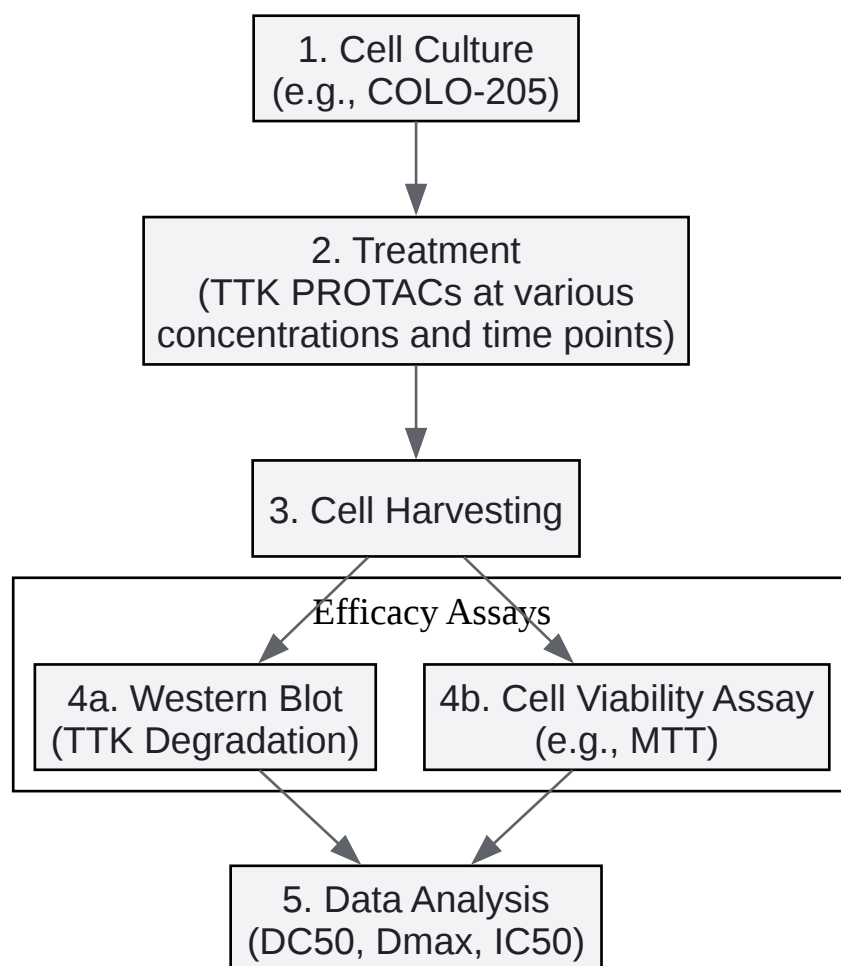 1. Cell Culture
(e.g., COLO-205)
2. Treatment
(TTK PROTACs at various
concentrations and time points)
3. Cell Harvesting
Efficacy Assays
4a. Western Blot
(TTK Degradation)
4b. Cell Viability Assay
(e.g., MTT)
5. Data Analysis
(DC50, Dmax, IC50)